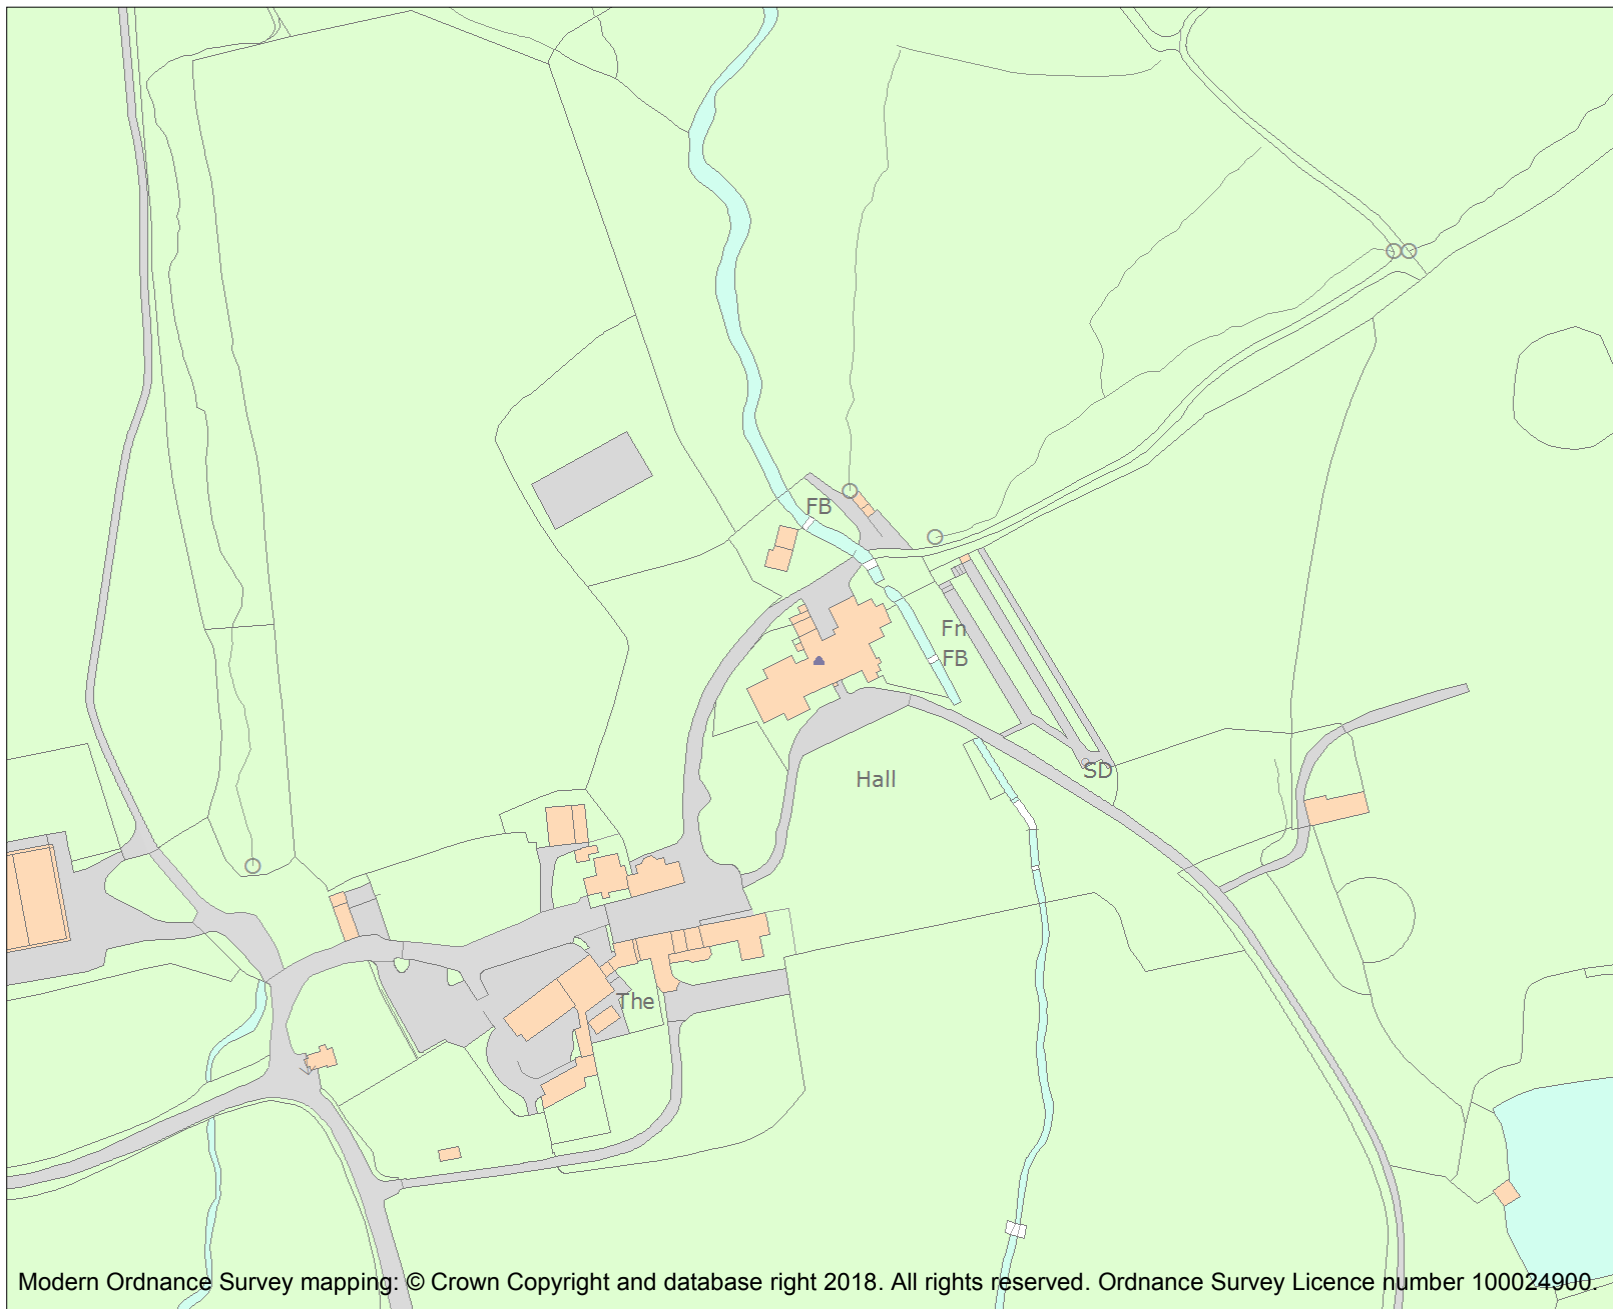 FB
Fn
FB
SD
Hall
The
Modern Ordnance Survey mapping: © Crown Copyright and database right 2018. All rights reserved. Ordnance Survey Licence number 100024900.